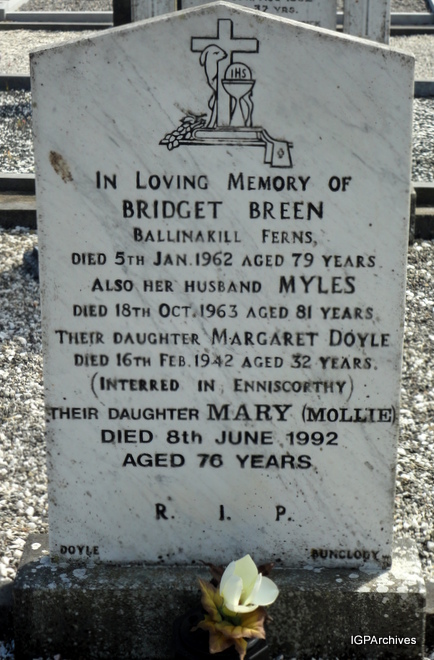 32 YRS.
IHS
IN LOVING MEMORY OF
BRIDGET BREEN
BALLINAKILL FERNS,
DIED 5TH JAN. 1962 AGED 79 YEARS
ALSO HER HUSBAND MYLES
DIED 18TH OCT. 1963 AGED 81 YEARS.
THEIR DAUGHTER MARGARET DOYLE
DIED 16TH FEB. 1942 AGED 32 YEARS.
(INTERRED IN ENNISCORTHY)
THEIR DAUGHTER MARY (MOLLIE)
DIED 8th JUNE 1992
AGED 76 YEARS
R. I. P.
DOYLE BUNCLODY
IGPArchives